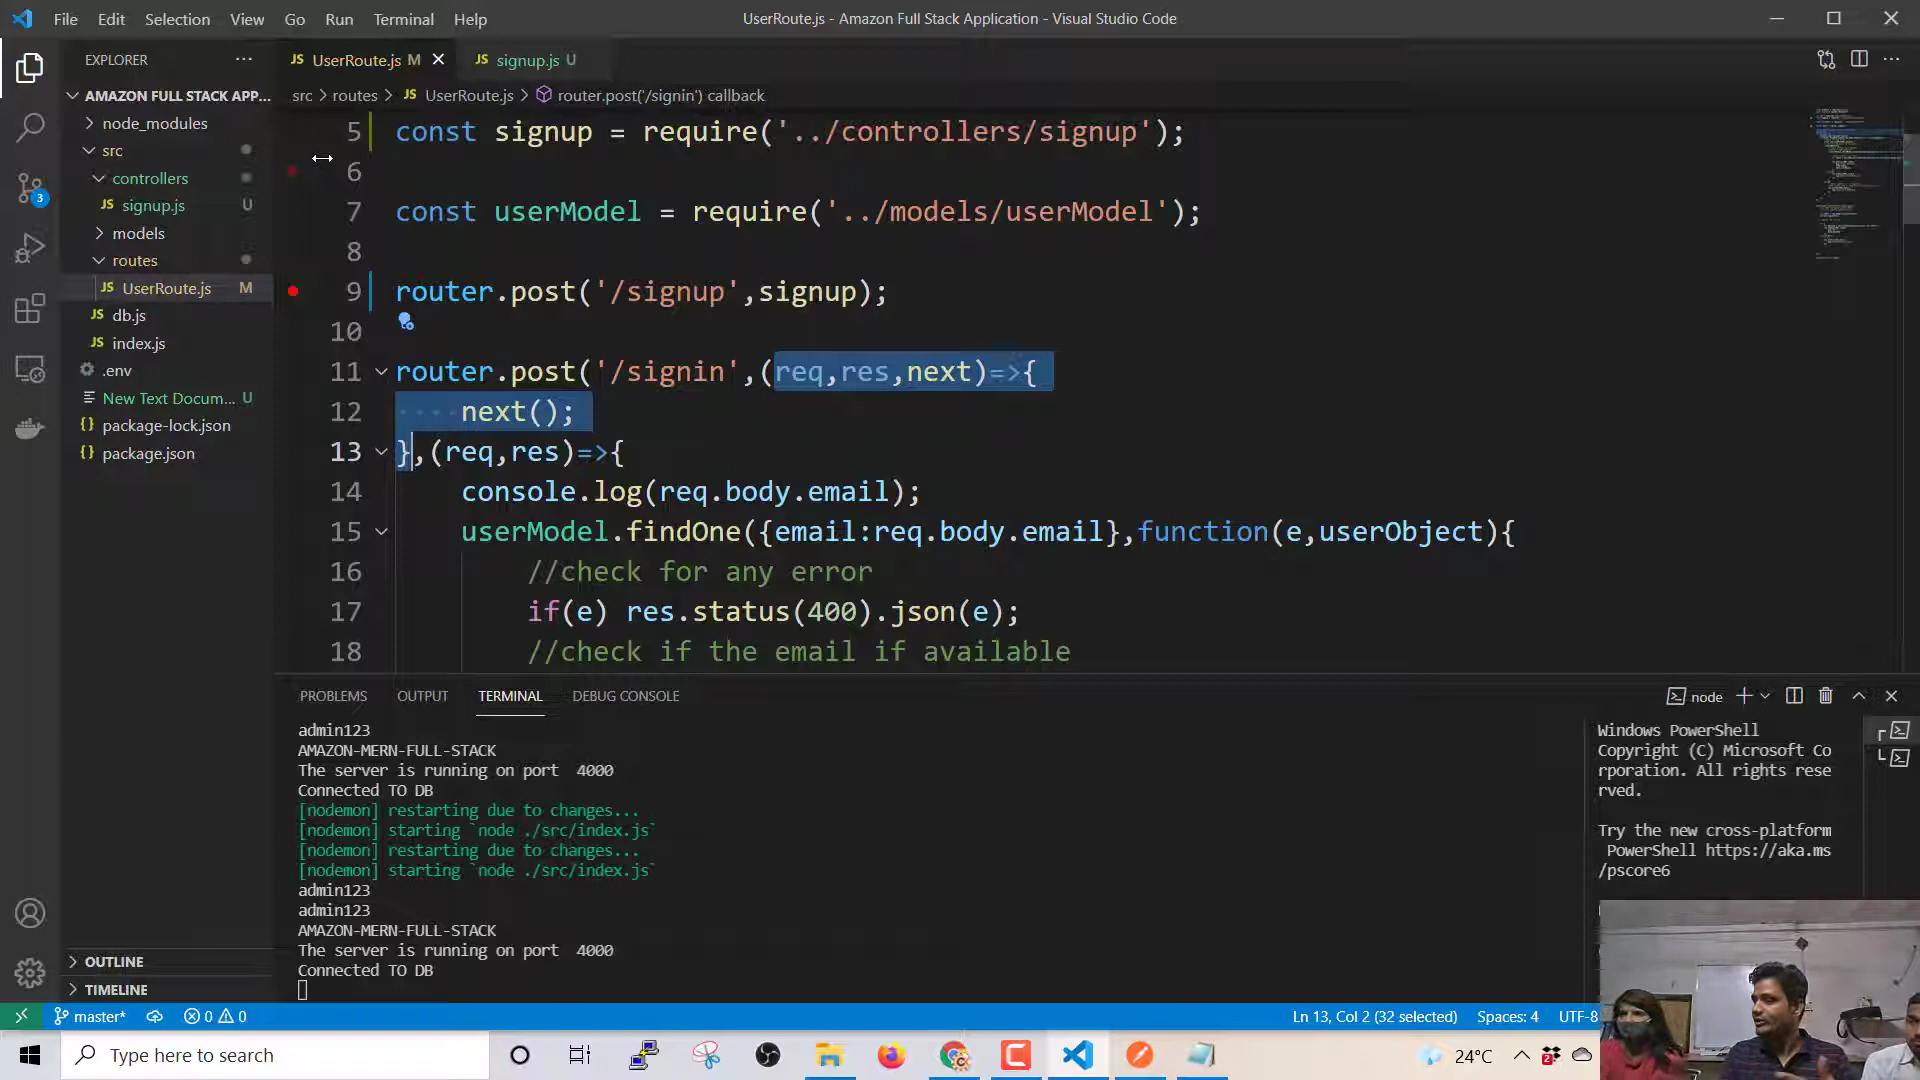 File Edit Selection View Go Run Terminal Help
UserRoute.js - Amazon Full Stack Application - Visual Studio Code
EXPLORER
AMAZON FULL STACK APP...
node_modules
src
controllers
JS signup.js U
models
routes
JS UserRoute.js M
JS db.js
JS index.js
.env
New Text Docum... U
{} package-lock.json
{} package.json
OUTLINE
TIMELINE
3
JS UserRoute.js M
JS signup.js U
src > routes > JS UserRoute.js > router.post('/signin') callback
5 const signup = require('../controllers/signup');
6
7 const userModel = require('../models/userModel');
8
9 router.post('/signup',signup);
10
11 router.post('/signin',(req,res,next)=>{
12 ····next();
13 },(req,res)=>{
14 console.log(req.body.email);
15 userModel.findOne({email:req.body.email},function(e,userObject){
16 //check for any error
17 if(e) res.status(400).json(e);
18 //check if the email if available
PROBLEMS OUTPUT TERMINAL DEBUG CONSOLE
node
admin123
AMAZON-MERN-FULL-STACK
The server is running on port  4000
Connected TO DB
[nodemon] restarting due to changes...
[nodemon] starting `node ./src/index.js`
[nodemon] restarting due to changes...
[nodemon] starting `node ./src/index.js`
admin123
admin123
AMAZON-MERN-FULL-STACK
The server is running on port  4000
Connected TO DB
Windows PowerShell
Copyright (C) Microsoft Co
rporation. All rights rese
rved.
Try the new cross-platform
PowerShell https://aka.ms
/pscore6
master* 0 0
Ln 13, Col 2 (32 selected) Spaces: 4 UTF-8
Type here to search
24°C
2